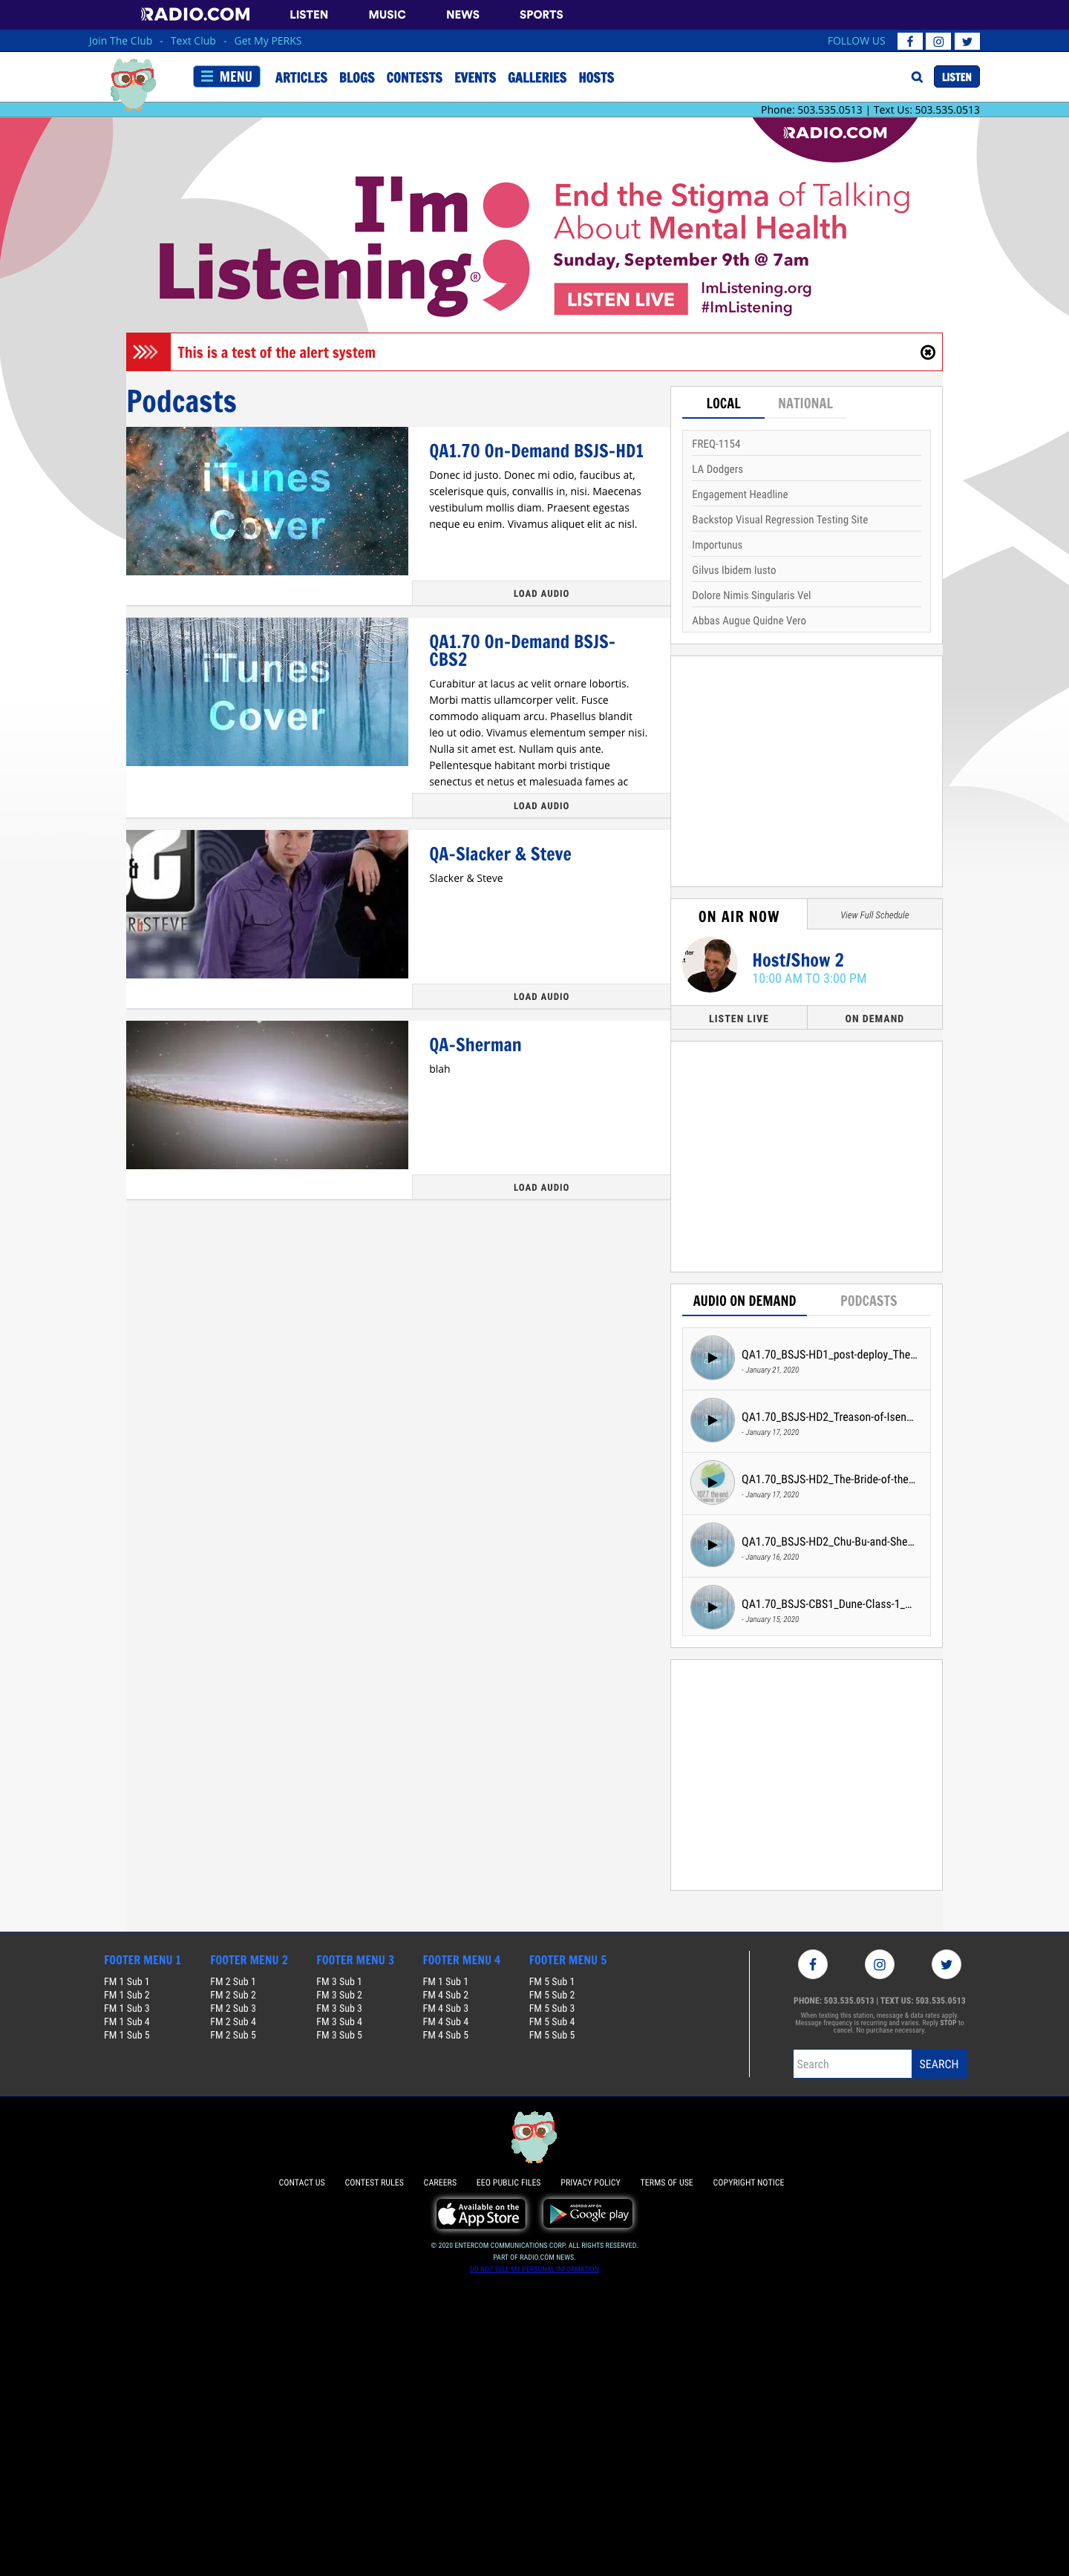 RADIO.COM LISTEN MUSIC NEWS SPORTS
Join The Club - Text Club - Get My PERKS FOLLOW US
MENU ARTICLES BLOGS CONTESTS EVENTS GALLERIES HOSTS LISTEN
Phone: 503.535.0513 | Text Us: 503.535.0513
RADIO.COM
I'm
Listening®
End the Stigma of Talking
About Mental Health
Sunday, September 9th @ 7am
LISTEN LIVE
ImListening.org
#ImListening
This is a test of the alert system
Podcasts
iTunes
Cover
QA1.70 On-Demand BSJS-HD1
Donec id justo. Donec mi odio, faucibus at,
scelerisque quis, convallis in, nisi. Maecenas
vestibulum mollis diam. Praesent egestas
neque eu enim. Vivamus aliquet elit ac nisl.
LOAD AUDIO
iTunes
Cover
QA1.70 On-Demand BSJS-
CBS2
Curabitur at lacus ac velit ornare lobortis.
Morbi mattis ullamcorper velit. Fusce
commodo aliquam arcu. Phasellus blandit
leo ut odio. Vivamus elementum semper nisi.
Nulla sit amet est. Nullam quis ante.
Pellentesque habitant morbi tristique
senectus et netus et malesuada fames ac
LOAD AUDIO
QA-Slacker & Steve
Slacker & Steve
LOAD AUDIO
QA-Sherman
blah
LOAD AUDIO
LOCAL NATIONAL
FREQ-1154
LA Dodgers
Engagement Headline
Backstop Visual Regression Testing Site
Importunus
Gilvus Ibidem Iusto
Dolore Nimis Singularis Vel
Abbas Augue Quidne Vero
ON AIR NOW View Full Schedule
Host/Show 2
10:00 AM TO 3:00 PM
LISTEN LIVE ON DEMAND
AUDIO ON DEMAND PODCASTS
QA1.70_BSJS-HD1_post-deploy_The...
- January 21, 2020
QA1.70_BSJS-HD2_Treason-of-Isen...
- January 17, 2020
QA1.70_BSJS-HD2_The-Bride-of-the...
- January 17, 2020
QA1.70_BSJS-HD2_Chu-Bu-and-She...
- January 16, 2020
QA1.70_BSJS-CBS1_Dune-Class-1_...
- January 15, 2020
FOOTER MENU 1
FM 1 Sub 1
FM 1 Sub 2
FM 1 Sub 3
FM 1 Sub 4
FM 1 Sub 5
FOOTER MENU 2
FM 2 Sub 1
FM 2 Sub 2
FM 2 Sub 3
FM 2 Sub 4
FM 2 Sub 5
FOOTER MENU 3
FM 3 Sub 1
FM 3 Sub 2
FM 3 Sub 3
FM 3 Sub 4
FM 3 Sub 5
FOOTER MENU 4
FM 1 Sub 1
FM 4 Sub 2
FM 4 Sub 3
FM 4 Sub 4
FM 4 Sub 5
FOOTER MENU 5
FM 5 Sub 1
FM 5 Sub 2
FM 5 Sub 3
FM 5 Sub 4
FM 5 Sub 5
PHONE: 503.535.0513 | TEXT US: 503.535.0513
When texting this station, message & data rates apply.
Message frequency is recurring and varies. Reply STOP to
cancel. No purchase necessary.
Search SEARCH
CONTACT US CONTEST RULES CAREERS EEO PUBLIC FILES PRIVACY POLICY TERMS OF USE COPYRIGHT NOTICE
Available on the
App Store
ANDROID APP ON
Google play
© 2020 ENTERCOM COMMUNICATIONS CORP. ALL RIGHTS RESERVED.
PART OF RADIO.COM NEWS.
DO NOT SELL MY PERSONAL INFORMATION